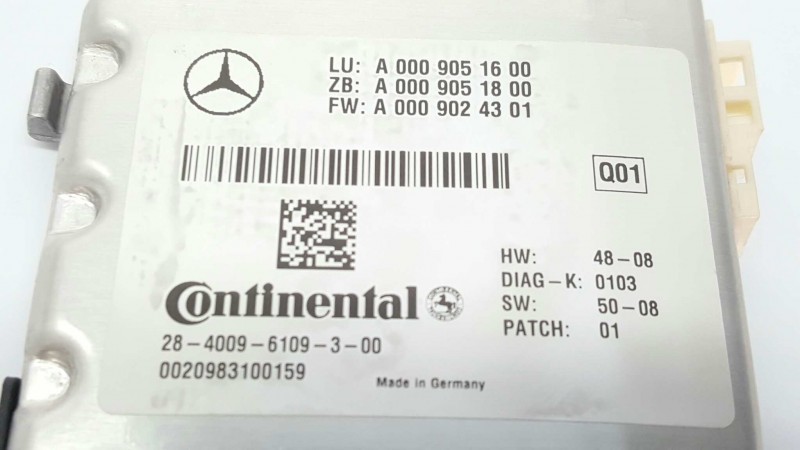 LU: A 000 905 16 00
ZB: A 000 905 18 00
FW: A 000 902 43 01
Q01
HW: 48-08
DIAG-K: 0103
SW: 50-08
PATCH: 01
Continental
28-4009-6109-3-00
0020983100159
Made in Germany